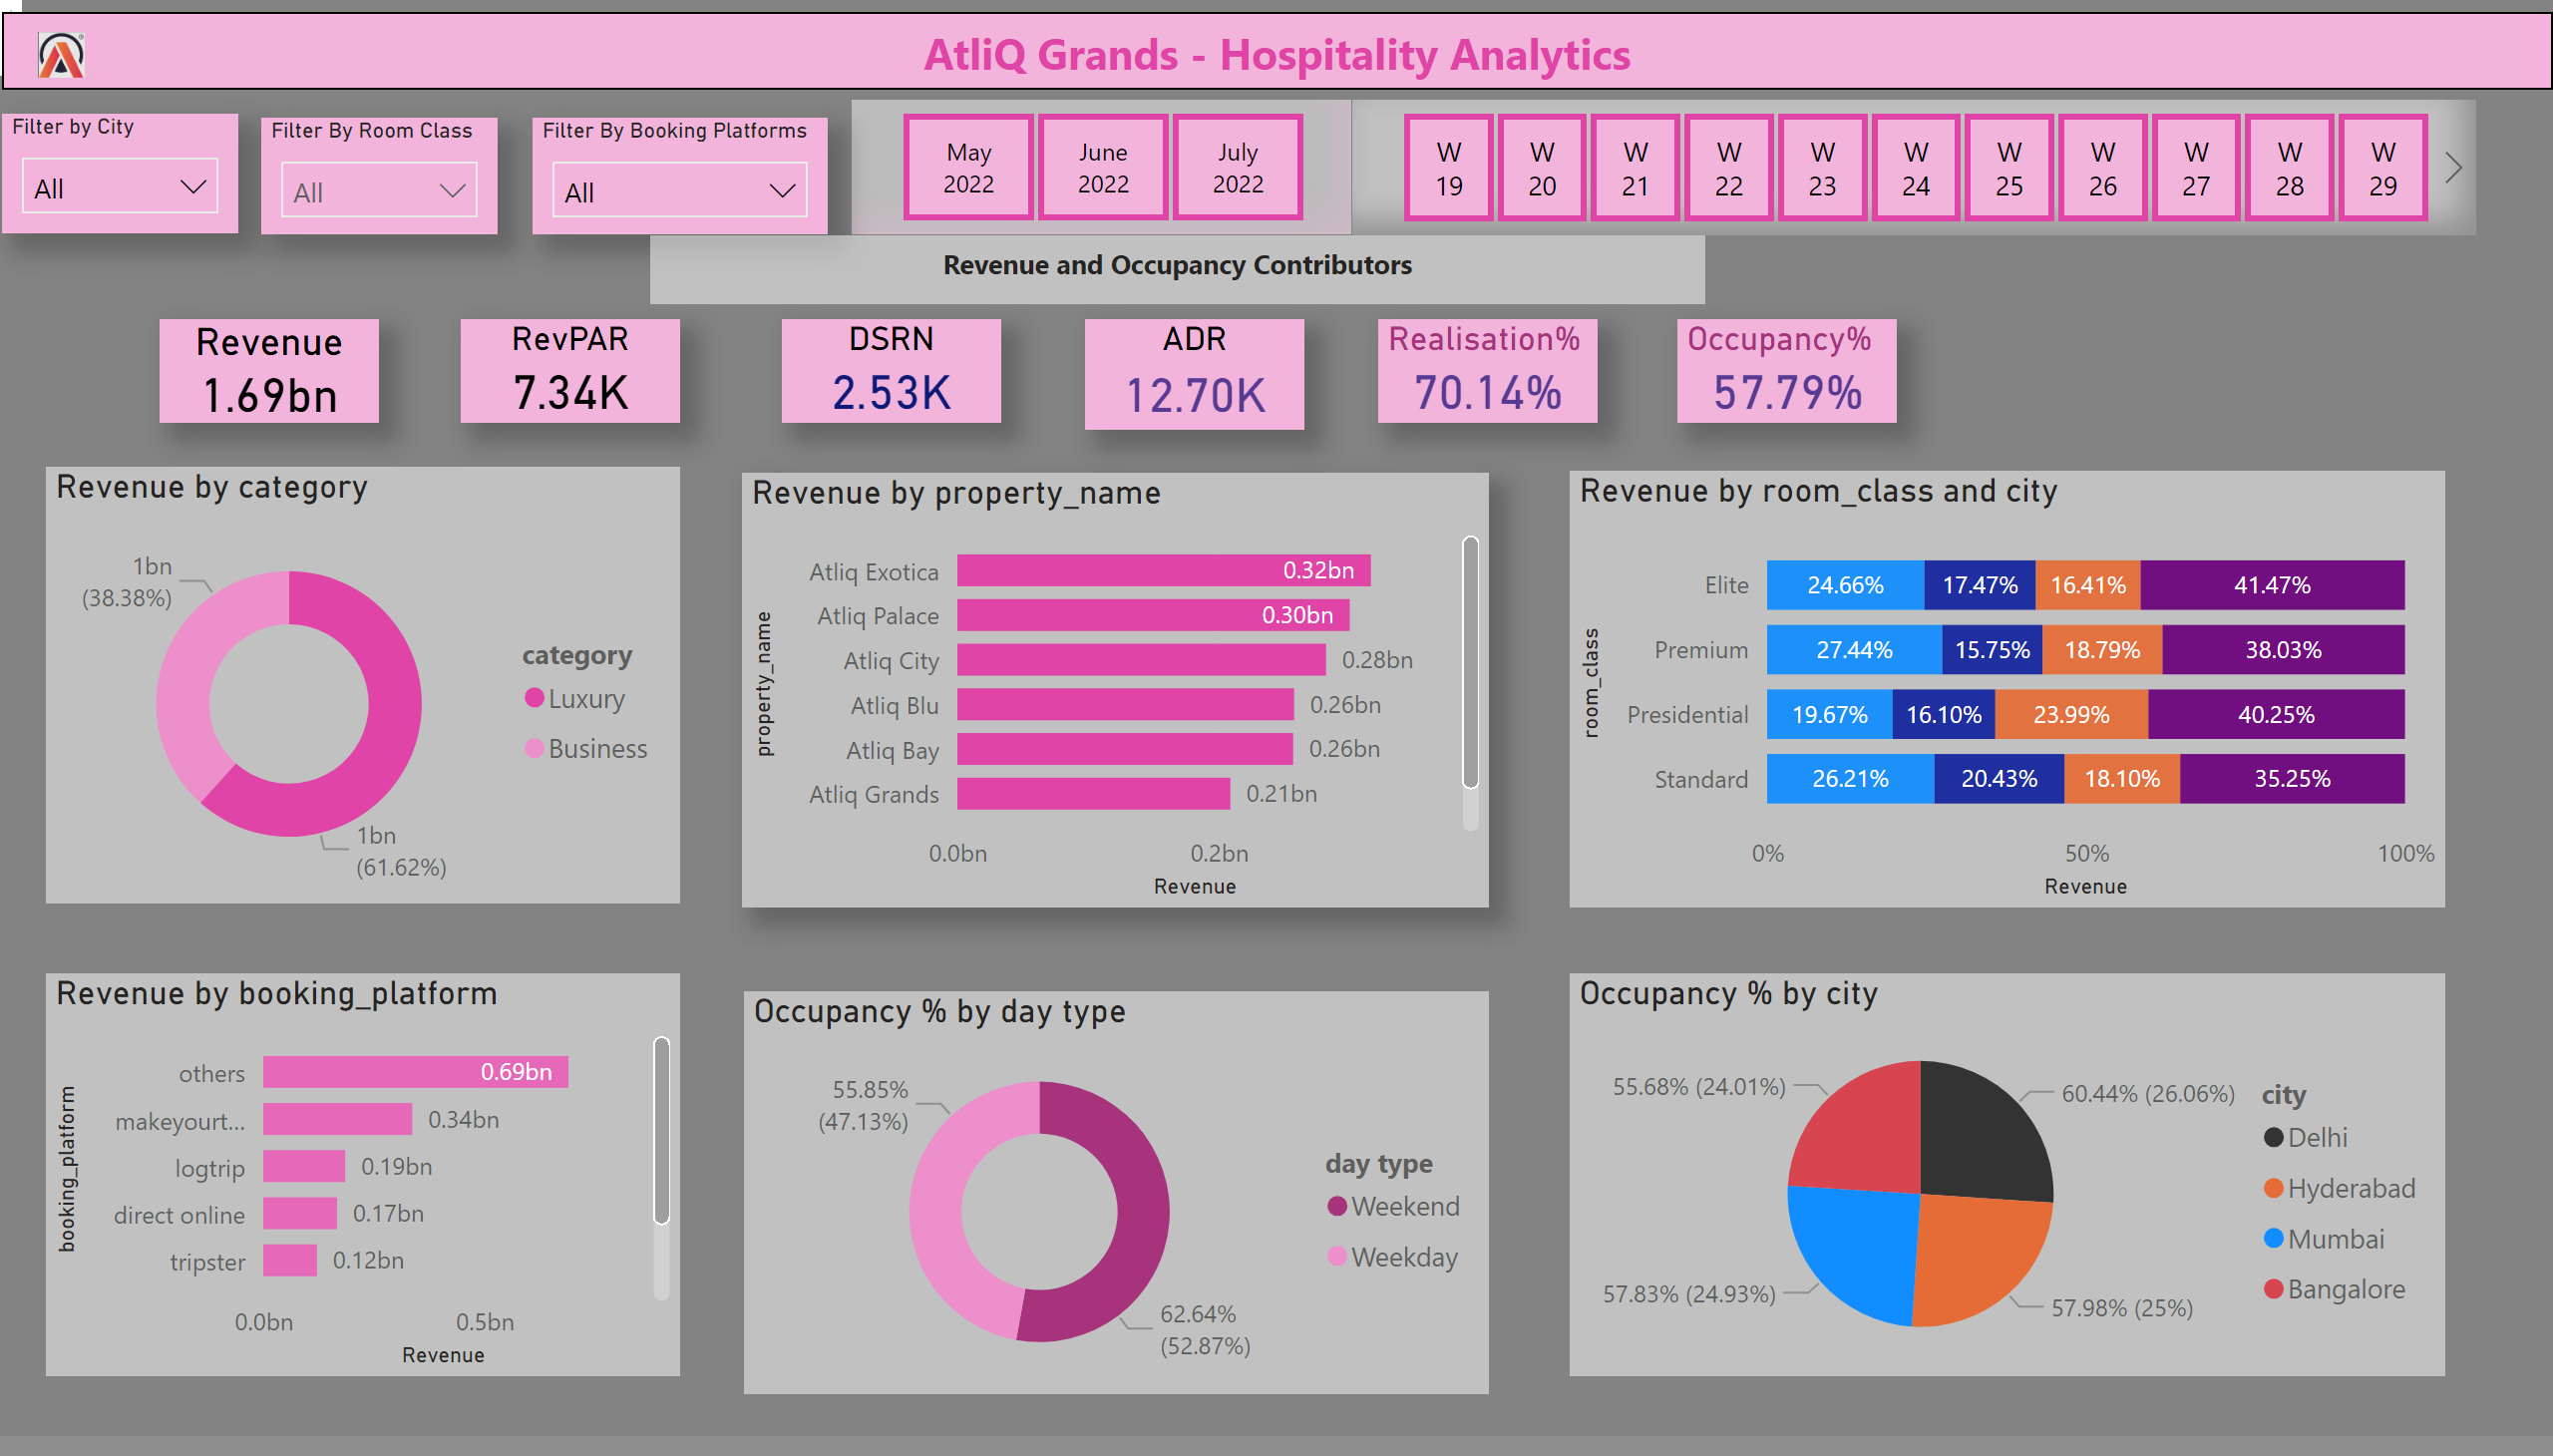 AtliQ Grands - Hospitality Analytics
Filter by City
All
Filter By Room Class
All
Filter By Booking Platforms
All
May
2022
June
2022
July
2022
W
19
W
20
W
21
W
22
W
23
W
24
W
25
W
26
W
27
W
28
W
29
Revenue and Occupancy Contributors
Revenue
1.69bn
RevPAR
7.34K
DSRN
2.53K
ADR
12.70K
Realisation%
70.14%
Occupancy%
57.79%
Revenue by category
1bn
(38.38%)
1bn
(61.62%)
category
Luxury
Business
Revenue by property_name
property_name
Atliq Exotica
0.32bn
Atliq Palace
0.30bn
Atliq City
0.28bn
Atliq Blu
0.26bn
Atliq Bay
0.26bn
Atliq Grands
0.21bn
0.0bn
0.2bn
Revenue
Revenue by room_class and city
room_class
Elite
24.66%
17.47%
16.41%
41.47%
Premium
27.44%
15.75%
18.79%
38.03%
Presidential
19.67%
16.10%
23.99%
40.25%
Standard
26.21%
20.43%
18.10%
35.25%
0%
50%
100%
Revenue
Revenue by booking_platform
booking_platform
others
0.69bn
makeyourt...
0.34bn
logtrip
0.19bn
direct online
0.17bn
tripster
0.12bn
0.0bn
0.5bn
Revenue
Occupancy % by day type
55.85%
(47.13%)
62.64%
(52.87%)
day type
Weekend
Weekday
Occupancy % by city
55.68% (24.01%)
60.44% (26.06%)
57.83% (24.93%)
57.98% (25%)
city
Delhi
Hyderabad
Mumbai
Bangalore